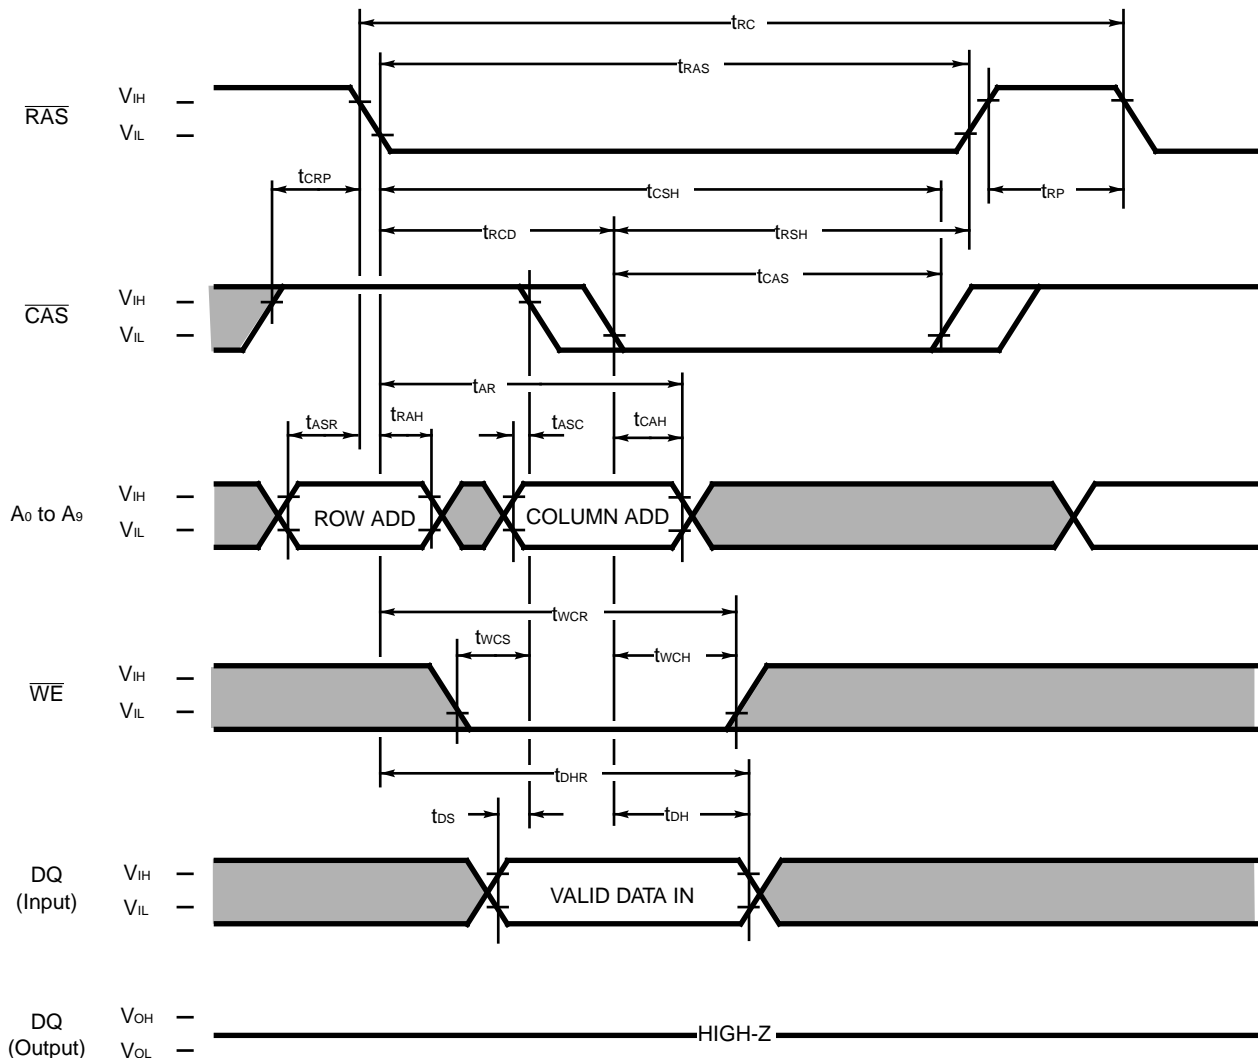 tRC
tRAS
RAS
VIH
VIL
tCRP
tCSH
tRP
tRCD
tRSH
tCAS
CAS
VIH
VIL
tAR
tASR
tRAH
tASC
tCAH
A0 to A9
VIH
VIL
ROW ADD
COLUMN ADD
tWCR
tWCS
tWCH
WE
VIH
VIL
tDHR
tDS
tDH
DQ
(Input)
VIH
VIL
VALID DATA IN
DQ
(Output)
VOH
VOL
HIGH-Z